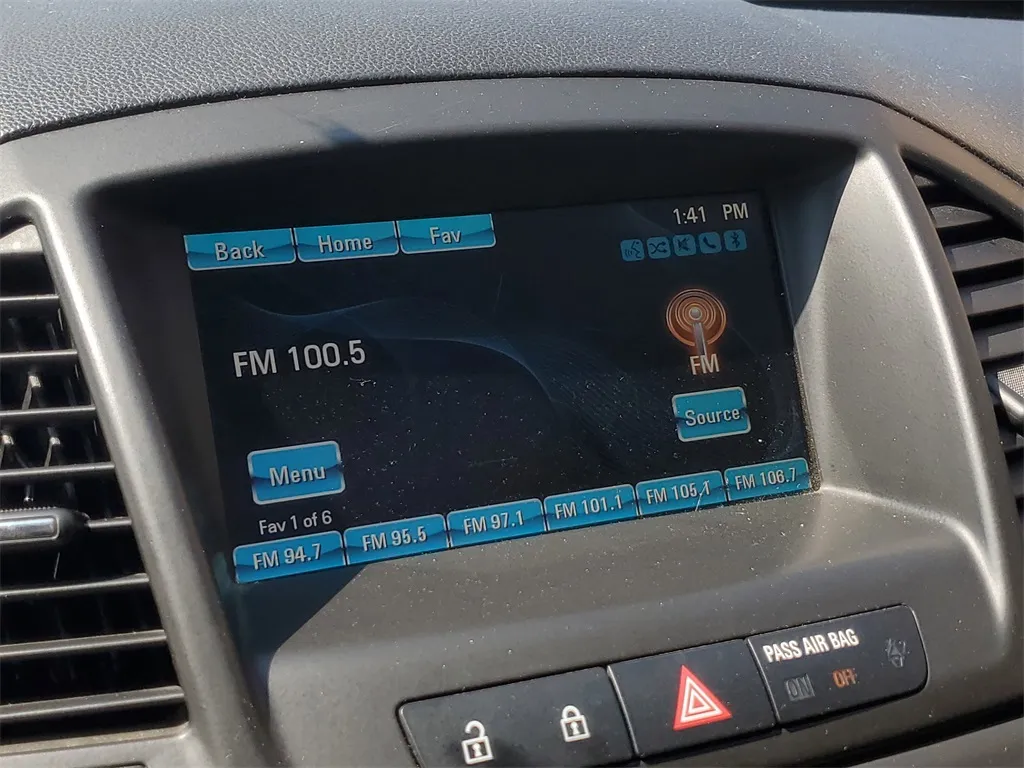 1:41 PM
Back Home Fav
FM 100.5
FM
Source
Menu
Fav 1 of 6
FM 94.7 FM 95.5 FM 97.1 FM 101.1 FM 105.1 FM 106.7
PASS AIR BAG
ON OFF